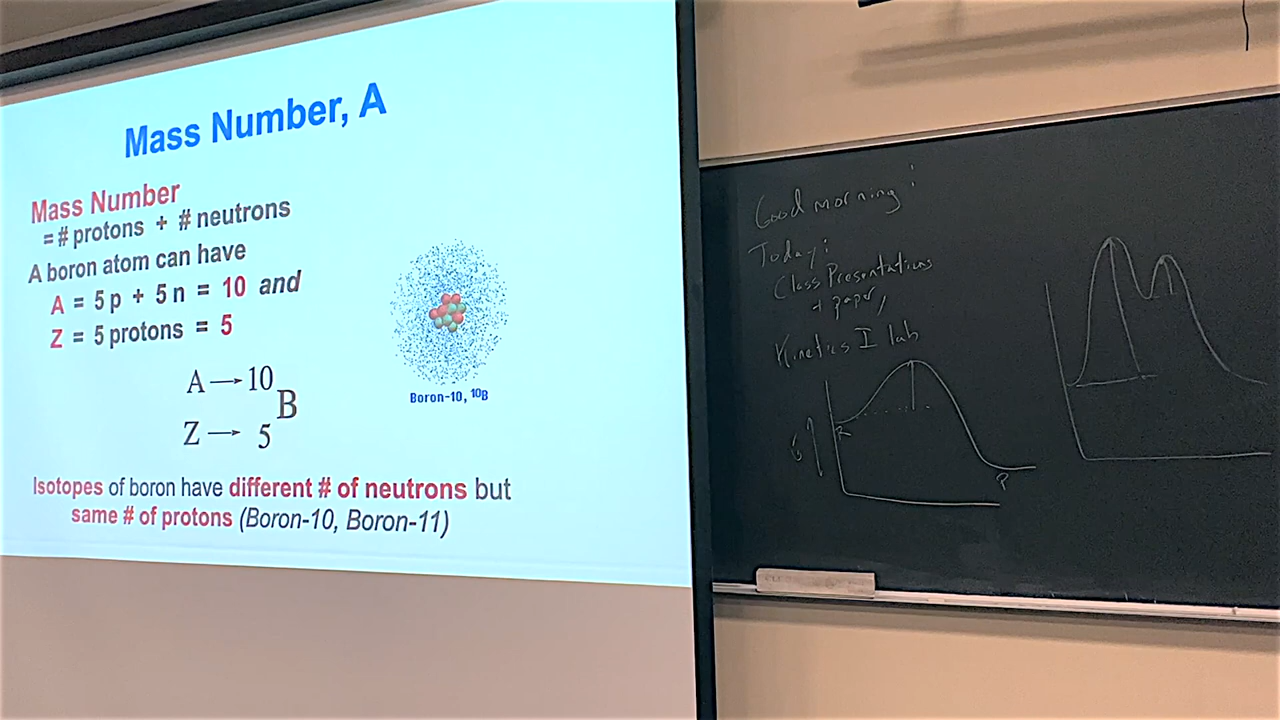 Mass Number, A
Mass Number
= # protons + # neutrons
A boron atom can have
A = 5 p + 5 n = 10 and
Z = 5 protons = 5
A → 10
B
Z → 5
Boron-10, ¹⁰B
Isotopes of boron have different # of neutrons but
same # of protons (Boron-10, Boron-11)
Good morning!
Today:
Class Presentations
+ paper,
Kinetics I lab
R
P